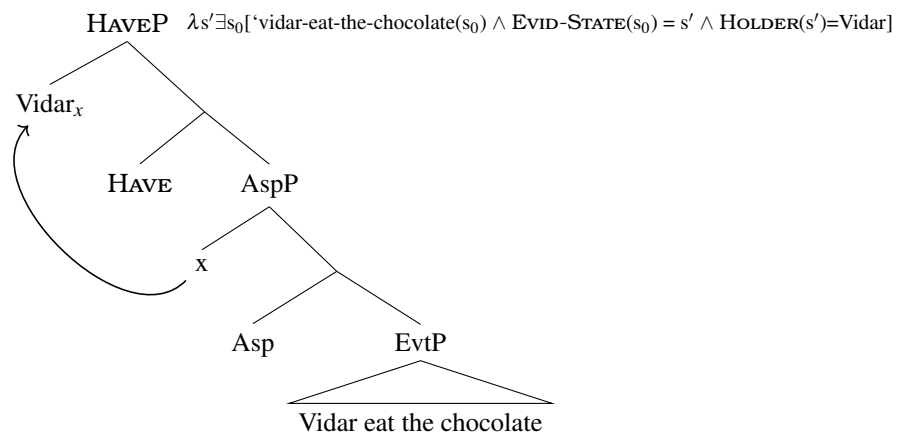 HaveP λs′∃s₀[‘vidar-eat-the-chocolate(s₀) ∧ Evid-State(s₀) = s′ ∧ Holder(s′)=Vidar]
Vidarₓ
Have AspP
x
Asp EvtP
Vidar eat the chocolate